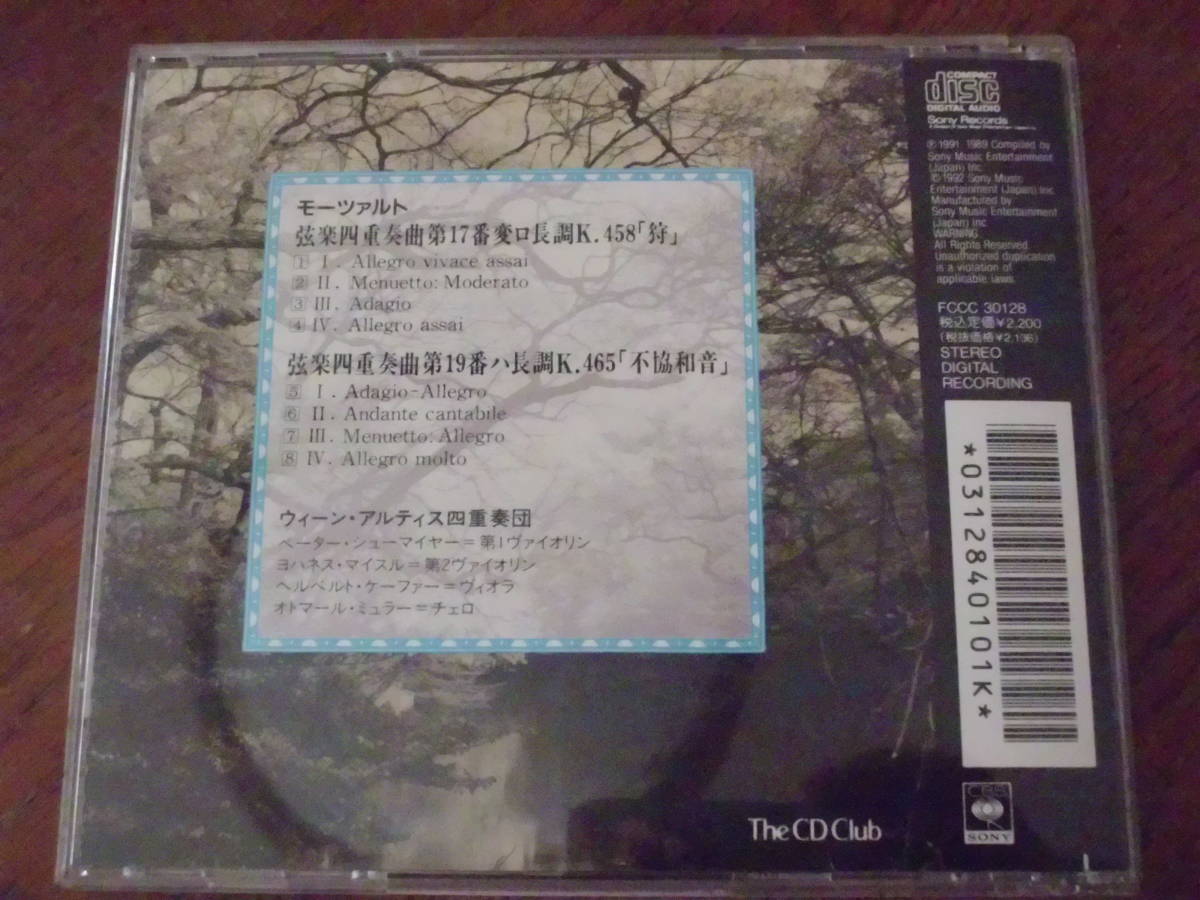 モーツァルト
弦楽四重奏曲第17番変ロ長調K.458「狩」
1 I. Allegro vivace assai
2 II. Menuetto: Moderato
3 III. Adagio
4 IV. Allegro assai
弦楽四重奏曲第19番ハ長調K.465「不協和音」
5 I. Adagio-Allegro
6 II. Andante cantabile
7 III. Menuetto: Allegro
8 IV. Allegro molto
ウィーン・アルティス四重奏団
ペーター・シューマイヤー=第1ヴァイオリン
ヨハネス・マイスル=第2ヴァイオリン
ヘルベルト・ケーファー=ヴィオラ
オトマール・ミュラー=チェロ
COMPACT
disc
DIGITAL AUDIO
Sony Records
℗1991, 1989 Compiled by
Sony Music Entertainment
(Japan) Inc.
©1992 Sony Music
Entertainment (Japan) Inc.
Manufactured by
Sony Music Entertainment
(Japan) Inc.
WARNING:
All Rights Reserved.
Unauthorized duplication
is a violation of
applicable laws.
FCCC 30128
税込定価¥2,200
(税抜価格¥2,136)
STEREO
DIGITAL
RECORDING
*0312840101K*
CBS
SONY
The CD Club